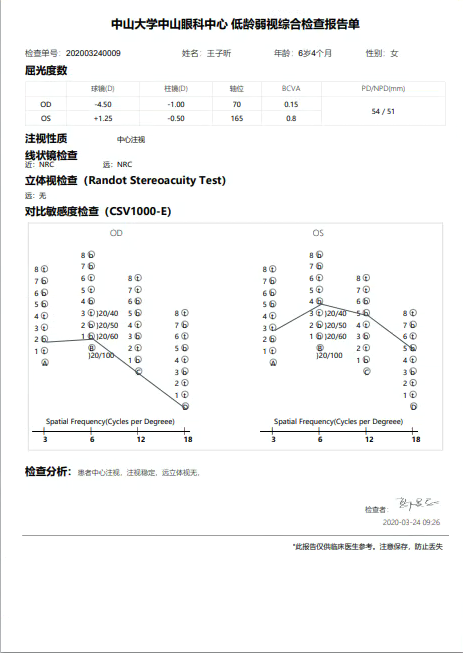 中山大学中山眼科中心 低龄弱视综合检查报告单
检查单号: 202003240009 姓名: 王子昕 年龄: 6岁4个月 性别: 女
屈光度数
球镜(D) 柱镜(D) 轴位 BCVA PD/NPD(mm)
OD -4.50 -1.00 70 0.15 54 / 51
OS +1.25 -0.50 165 0.8
注视性质 中心注视
线状镜检查
近: NRC 远: NRC
立体视检查（Randot Stereoacuity Test)
远: 无
对比敏感度检查（CSV1000-E)
OD
8 t
7 b
6 b
5 b
4 t
3 t
2 b
1 t
A
8 b
7 b
6 t
5 t
4 b
3 t )20/40
2 b )20/50
1 b )20/60
B
)20/100
8 t
7 b
6 b
5 b
4 t
3 b
2 t
1 b
C
8 t
7 b
6 t
5 b
4 b
3 t
2 t
1 t
D
Spatial Frequency(Cycles per Degreee)
3 6 12 18
OS
8 t
7 b
6 b
5 b
4 t
3 t
2 b
1 t
A
8 b
7 b
6 t
5 t
4 b
3 t )20/40
2 b )20/50
1 b )20/60
B
)20/100
8 t
7 b
6 b
5 b
4 t
3 b
2 t
1 b
C
8 t
7 b
6 t
5 b
4 b
3 t
2 t
1 t
D
Spatial Frequency(Cycles per Degreee)
3 6 12 18
检查分析: 患者中心注视，注视稳定，远立体视无。
检查者:
2020-03-24 09:26
*此报告仅供临床医生参考。注意保存，防止丢失